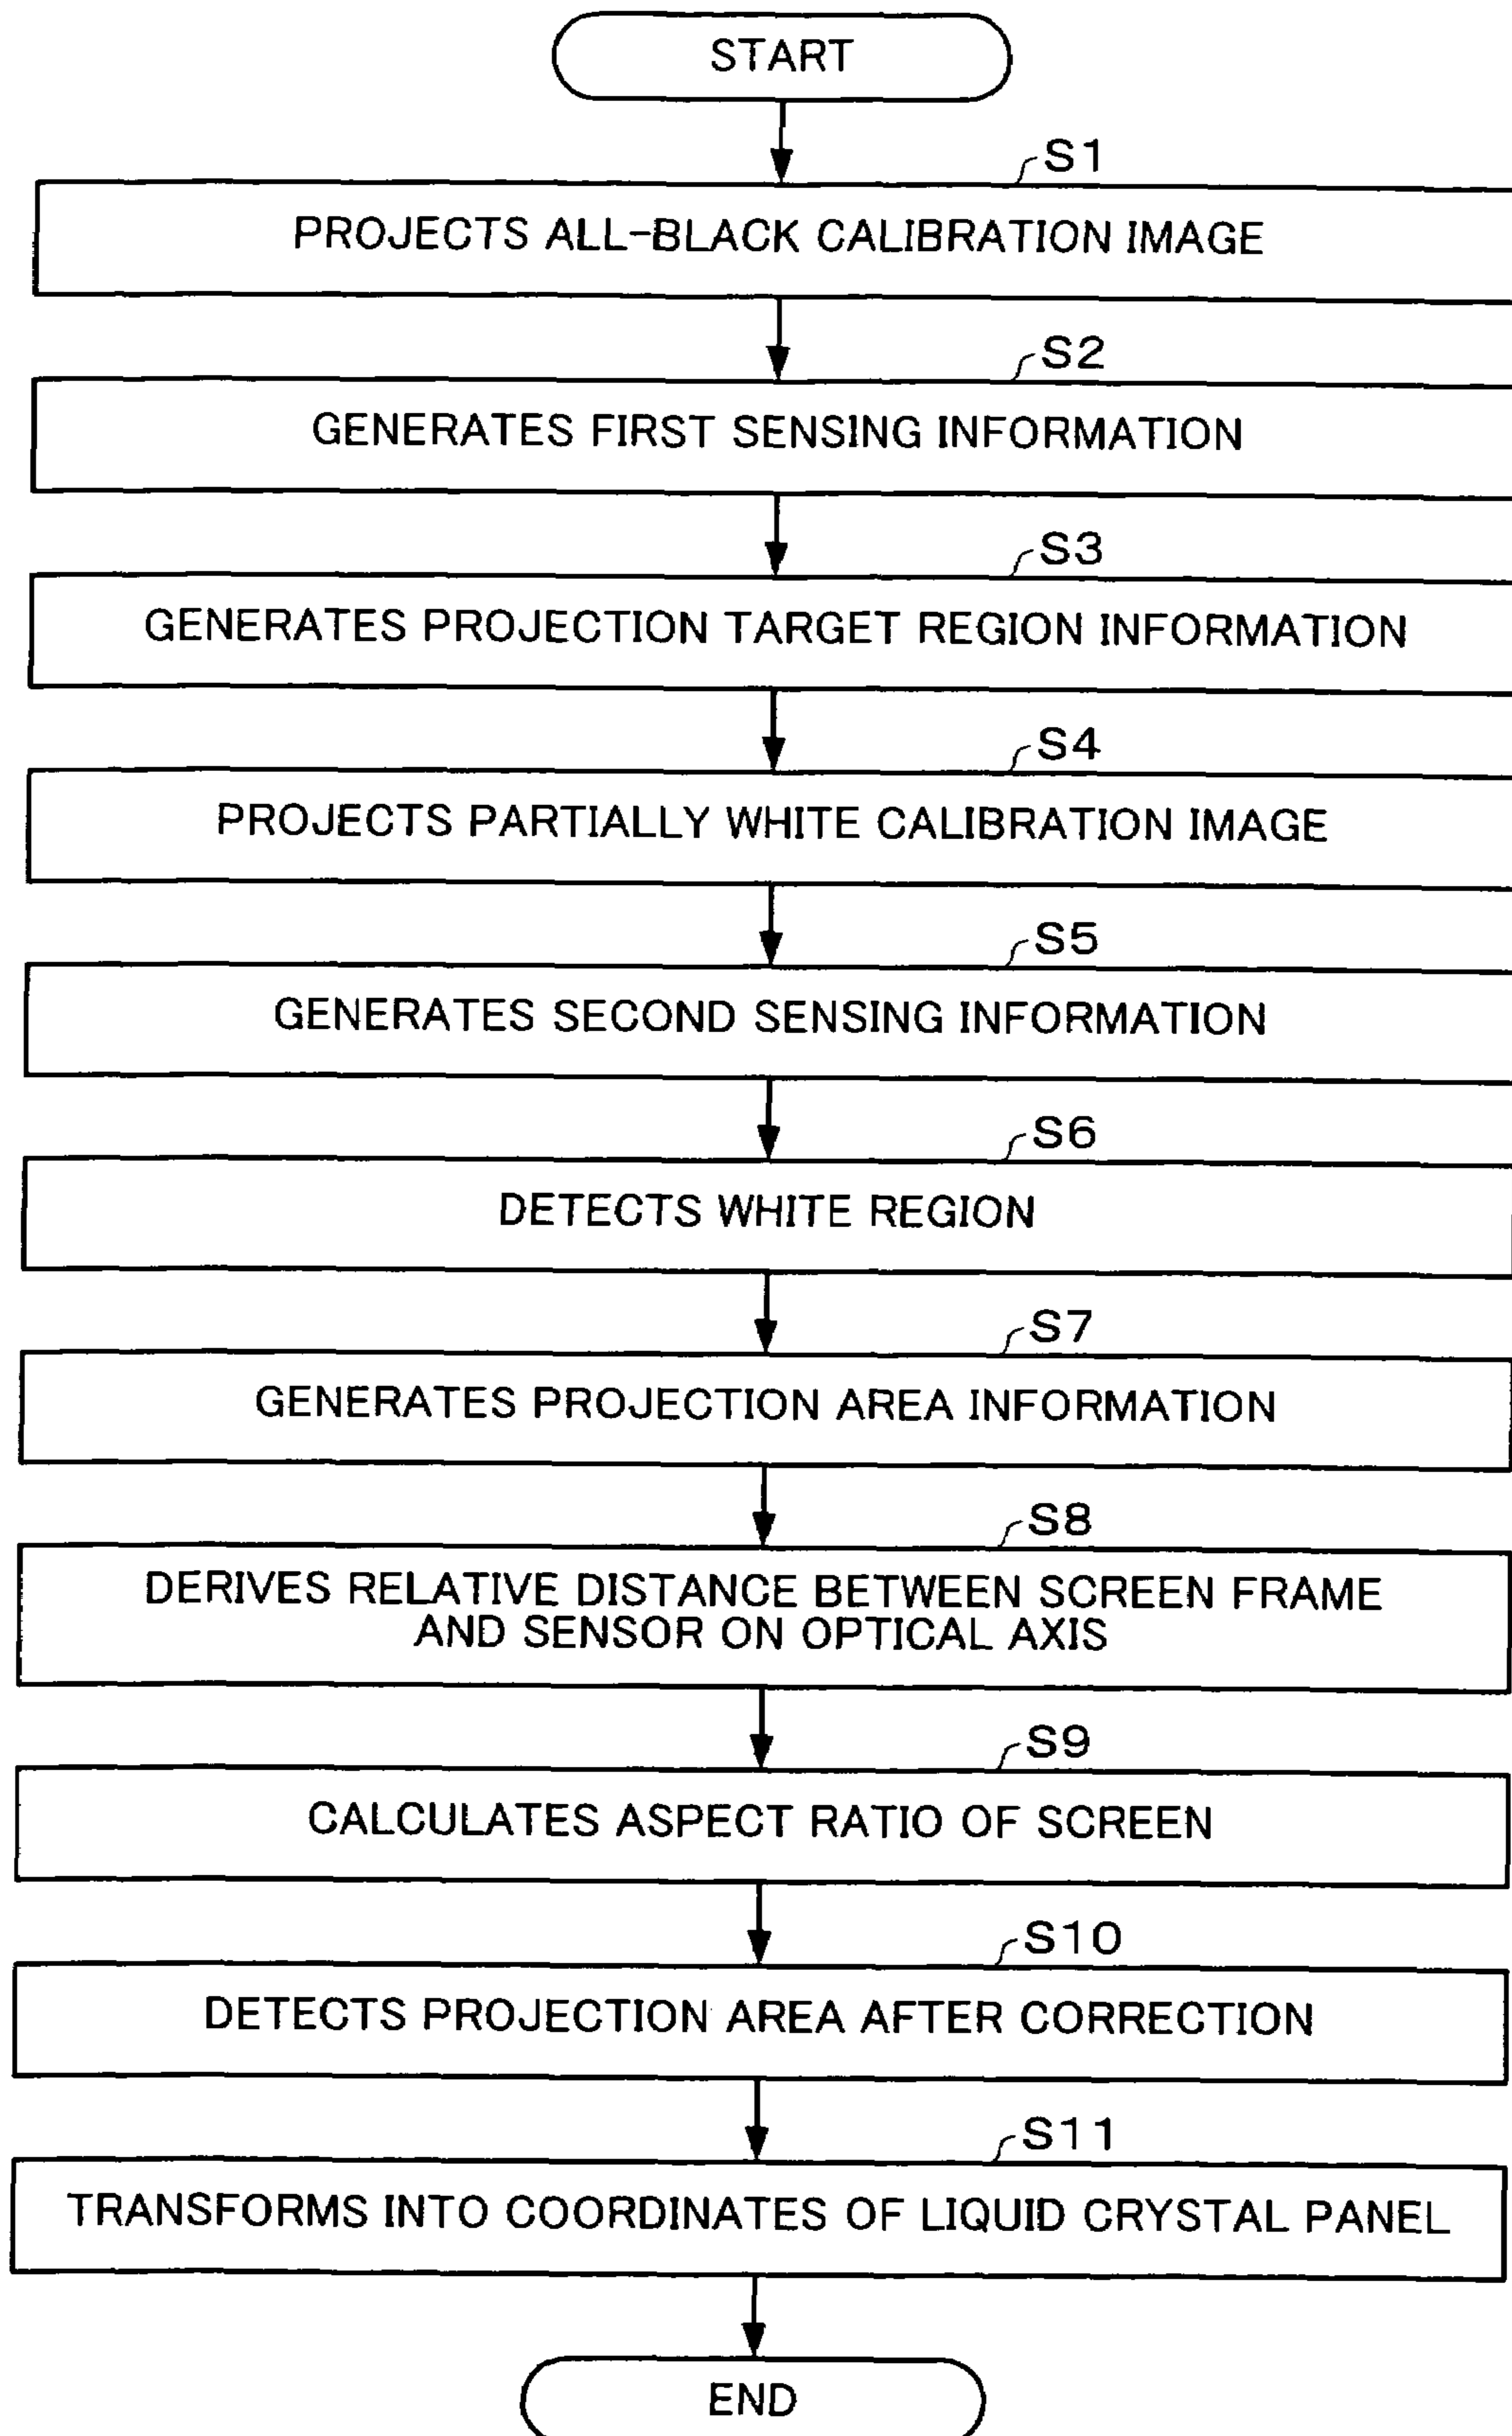 START
S1
PROJECTS ALL-BLACK CALIBRATION IMAGE
S2
GENERATES FIRST SENSING INFORMATION
S3
GENERATES PROJECTION TARGET REGION INFORMATION
S4
PROJECTS PARTIALLY WHITE CALIBRATION IMAGE
S5
GENERATES SECOND SENSING INFORMATION
S6
DETECTS WHITE REGION
S7
GENERATES PROJECTION AREA INFORMATION
S8
DERIVES RELATIVE DISTANCE BETWEEN SCREEN FRAME
AND SENSOR ON OPTICAL AXIS
S9
CALCULATES ASPECT RATIO OF SCREEN
S10
DETECTS PROJECTION AREA AFTER CORRECTION
S11
TRANSFORMS INTO COORDINATES OF LIQUID CRYSTAL PANEL
END